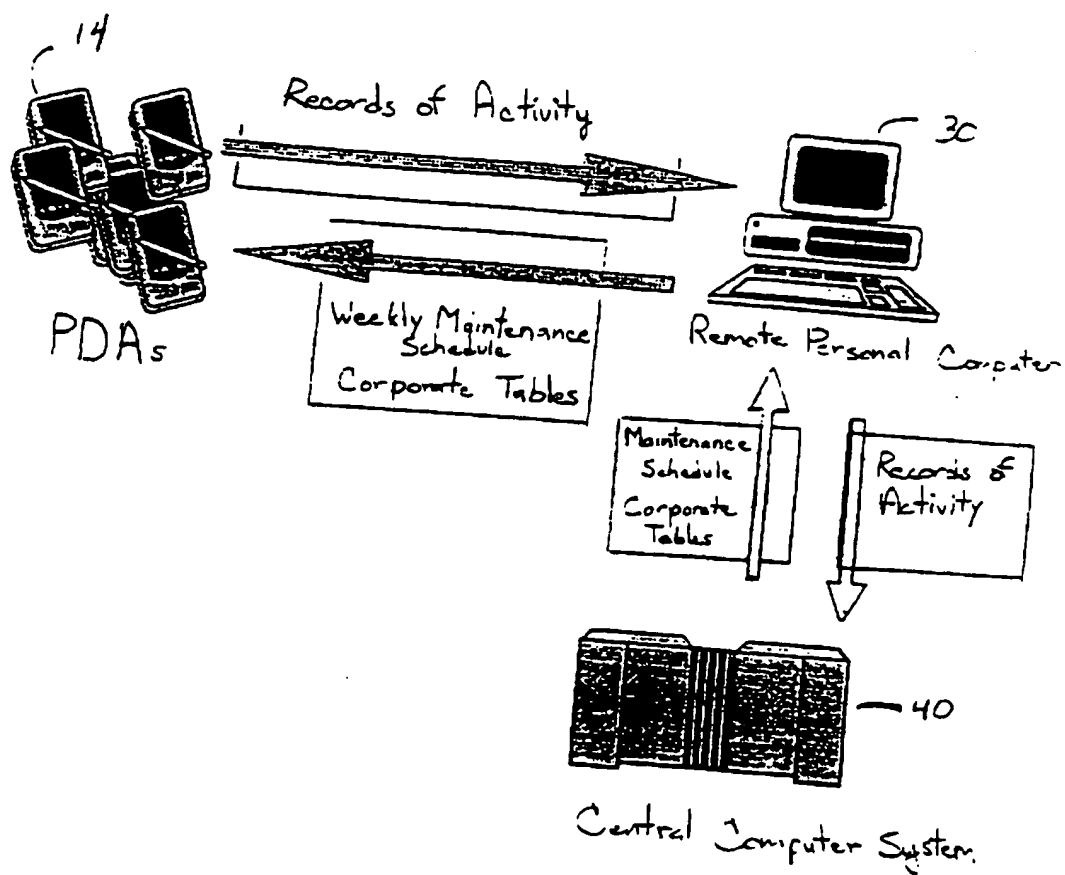 14
Records of Activity
30
PDAs
Weekly Maintenance
Schedule
Corporate Tables
Remote Personal Computer
Maintenance
Schedule
Corporate
Tables
Records of
Activity
40
Central Computer System